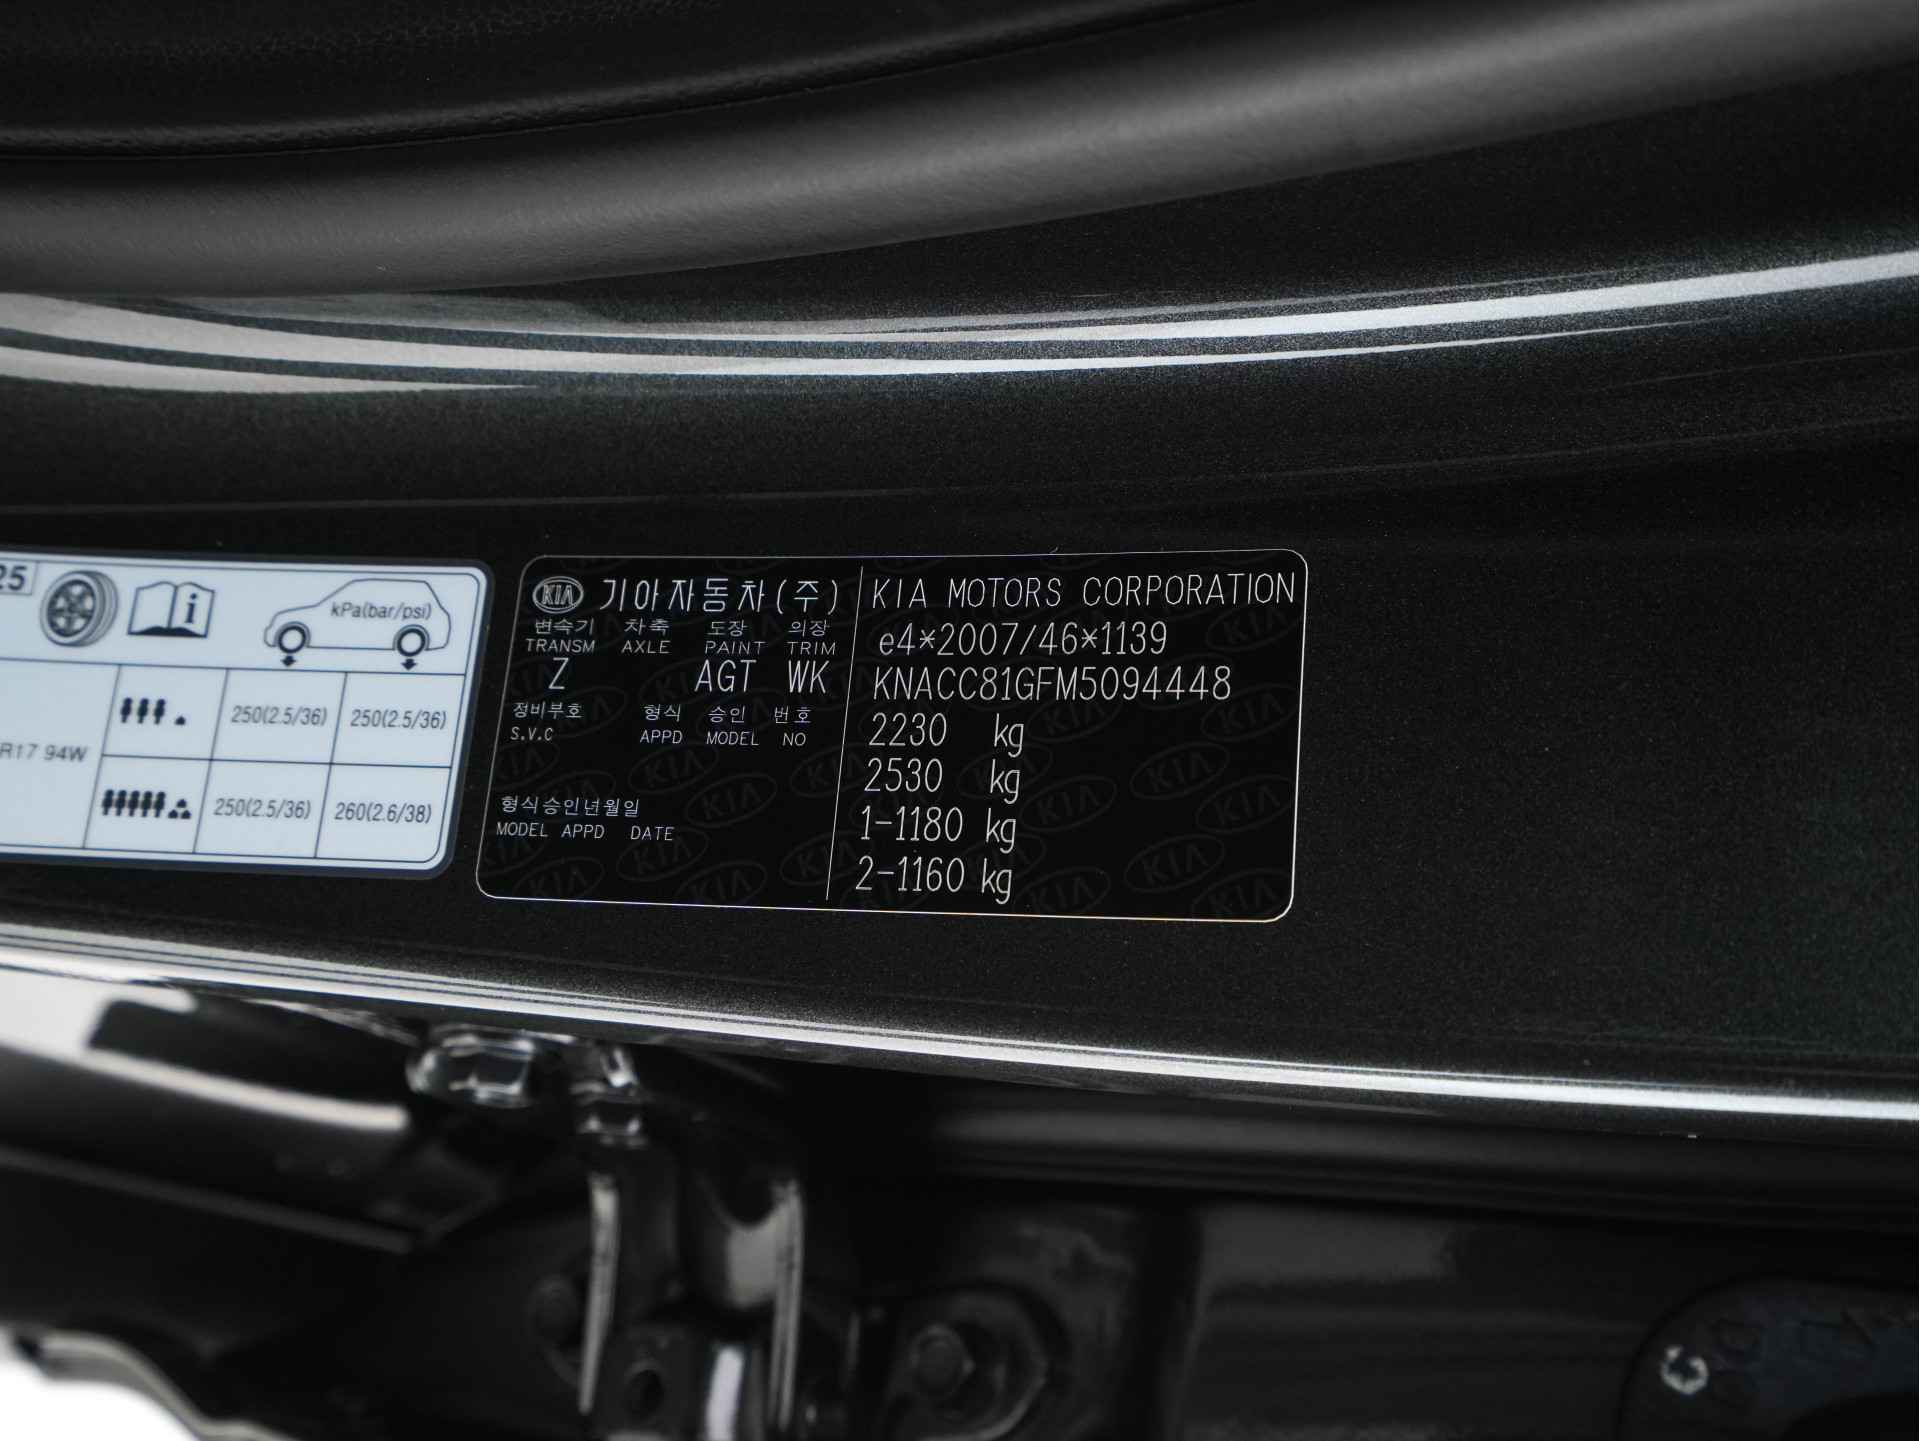 25
kPa(bar/psi)
R17 94W
250(2.5/36) 250(2.5/36)
250(2.5/36) 260(2.6/38)
KIA 기아자동차(주)
변속기 차축 도장 의장
TRANSM AXLE PAINT TRIM
Z AGT WK
정비부호 형식 승인 번호
S.V.C APPD MODEL NO
형식승인년월일
MODEL APPD DATE
KIA MOTORS CORPORATION
e4*2007/46*1139
KNACC81GFM5094448
2230 kg
2530 kg
1-1180 kg
2-1160 kg